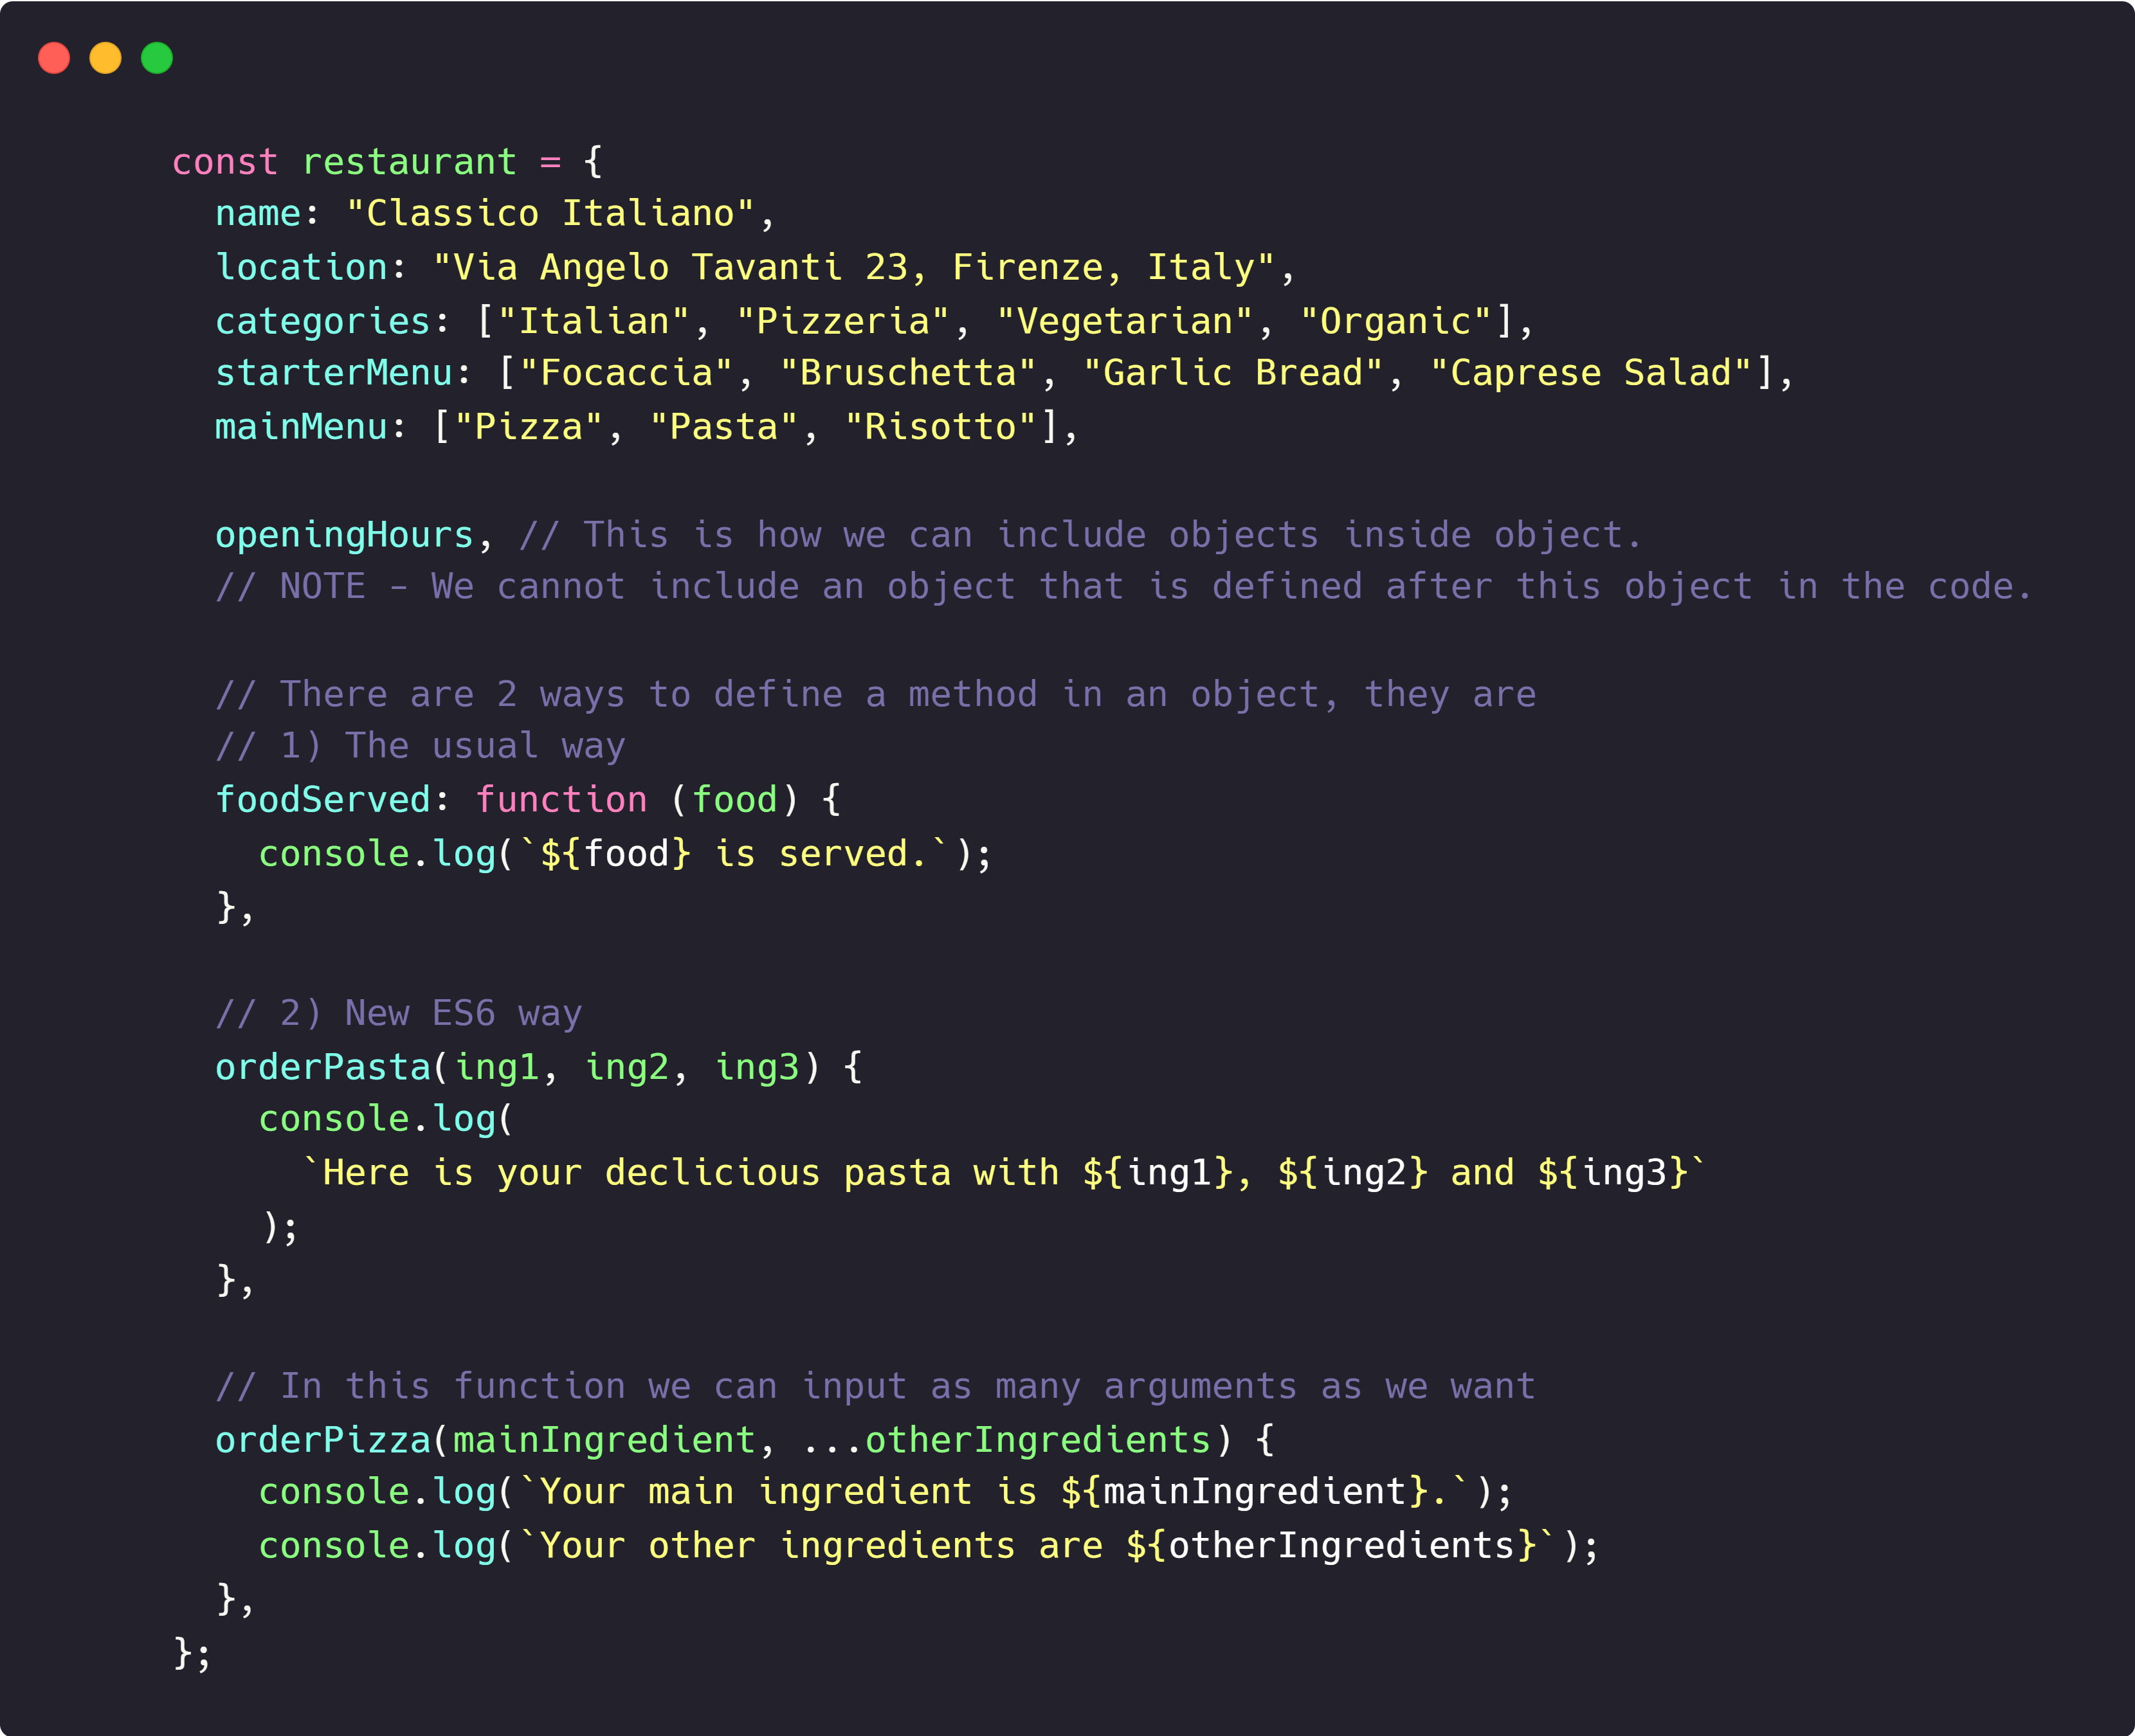 const restaurant = {
  name: "Classico Italiano",
  location: "Via Angelo Tavanti 23, Firenze, Italy",
  categories: ["Italian", "Pizzeria", "Vegetarian", "Organic"],
  starterMenu: ["Focaccia", "Bruschetta", "Garlic Bread", "Caprese Salad"],
  mainMenu: ["Pizza", "Pasta", "Risotto"],

  openingHours, // This is how we can include objects inside object.
  // NOTE - We cannot include an object that is defined after this object in the code.

  // There are 2 ways to define a method in an object, they are
  // 1) The usual way
  foodServed: function (food) {
    console.log(`${food} is served.`);
  },

  // 2) New ES6 way
  orderPasta(ing1, ing2, ing3) {
    console.log(
      `Here is your declicious pasta with ${ing1}, ${ing2} and ${ing3}`
    );
  },

  // In this function we can input as many arguments as we want
  orderPizza(mainIngredient, ...otherIngredients) {
    console.log(`Your main ingredient is ${mainIngredient}.`);
    console.log(`Your other ingredients are ${otherIngredients}`);
  },
};